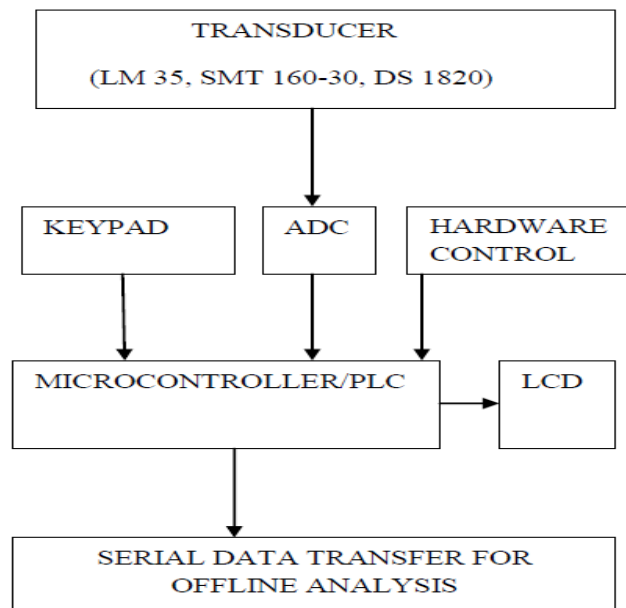 TRANSDUCER
(LM 35, SMT 160-30, DS 1820)
KEYPAD
ADC
HARDWARE
CONTROL
MICROCONTROLLER/PLC
LCD
SERIAL DATA TRANSFER FOR
OFFLINE ANALYSIS